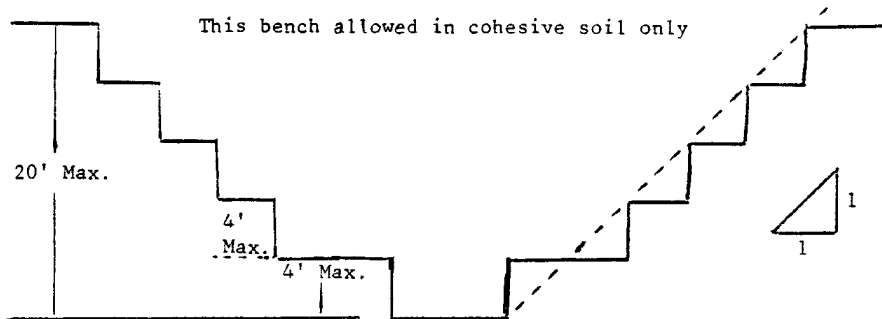 This bench allowed in cohesive soil only
20' Max.
4'
Max.
4' Max.
1
1